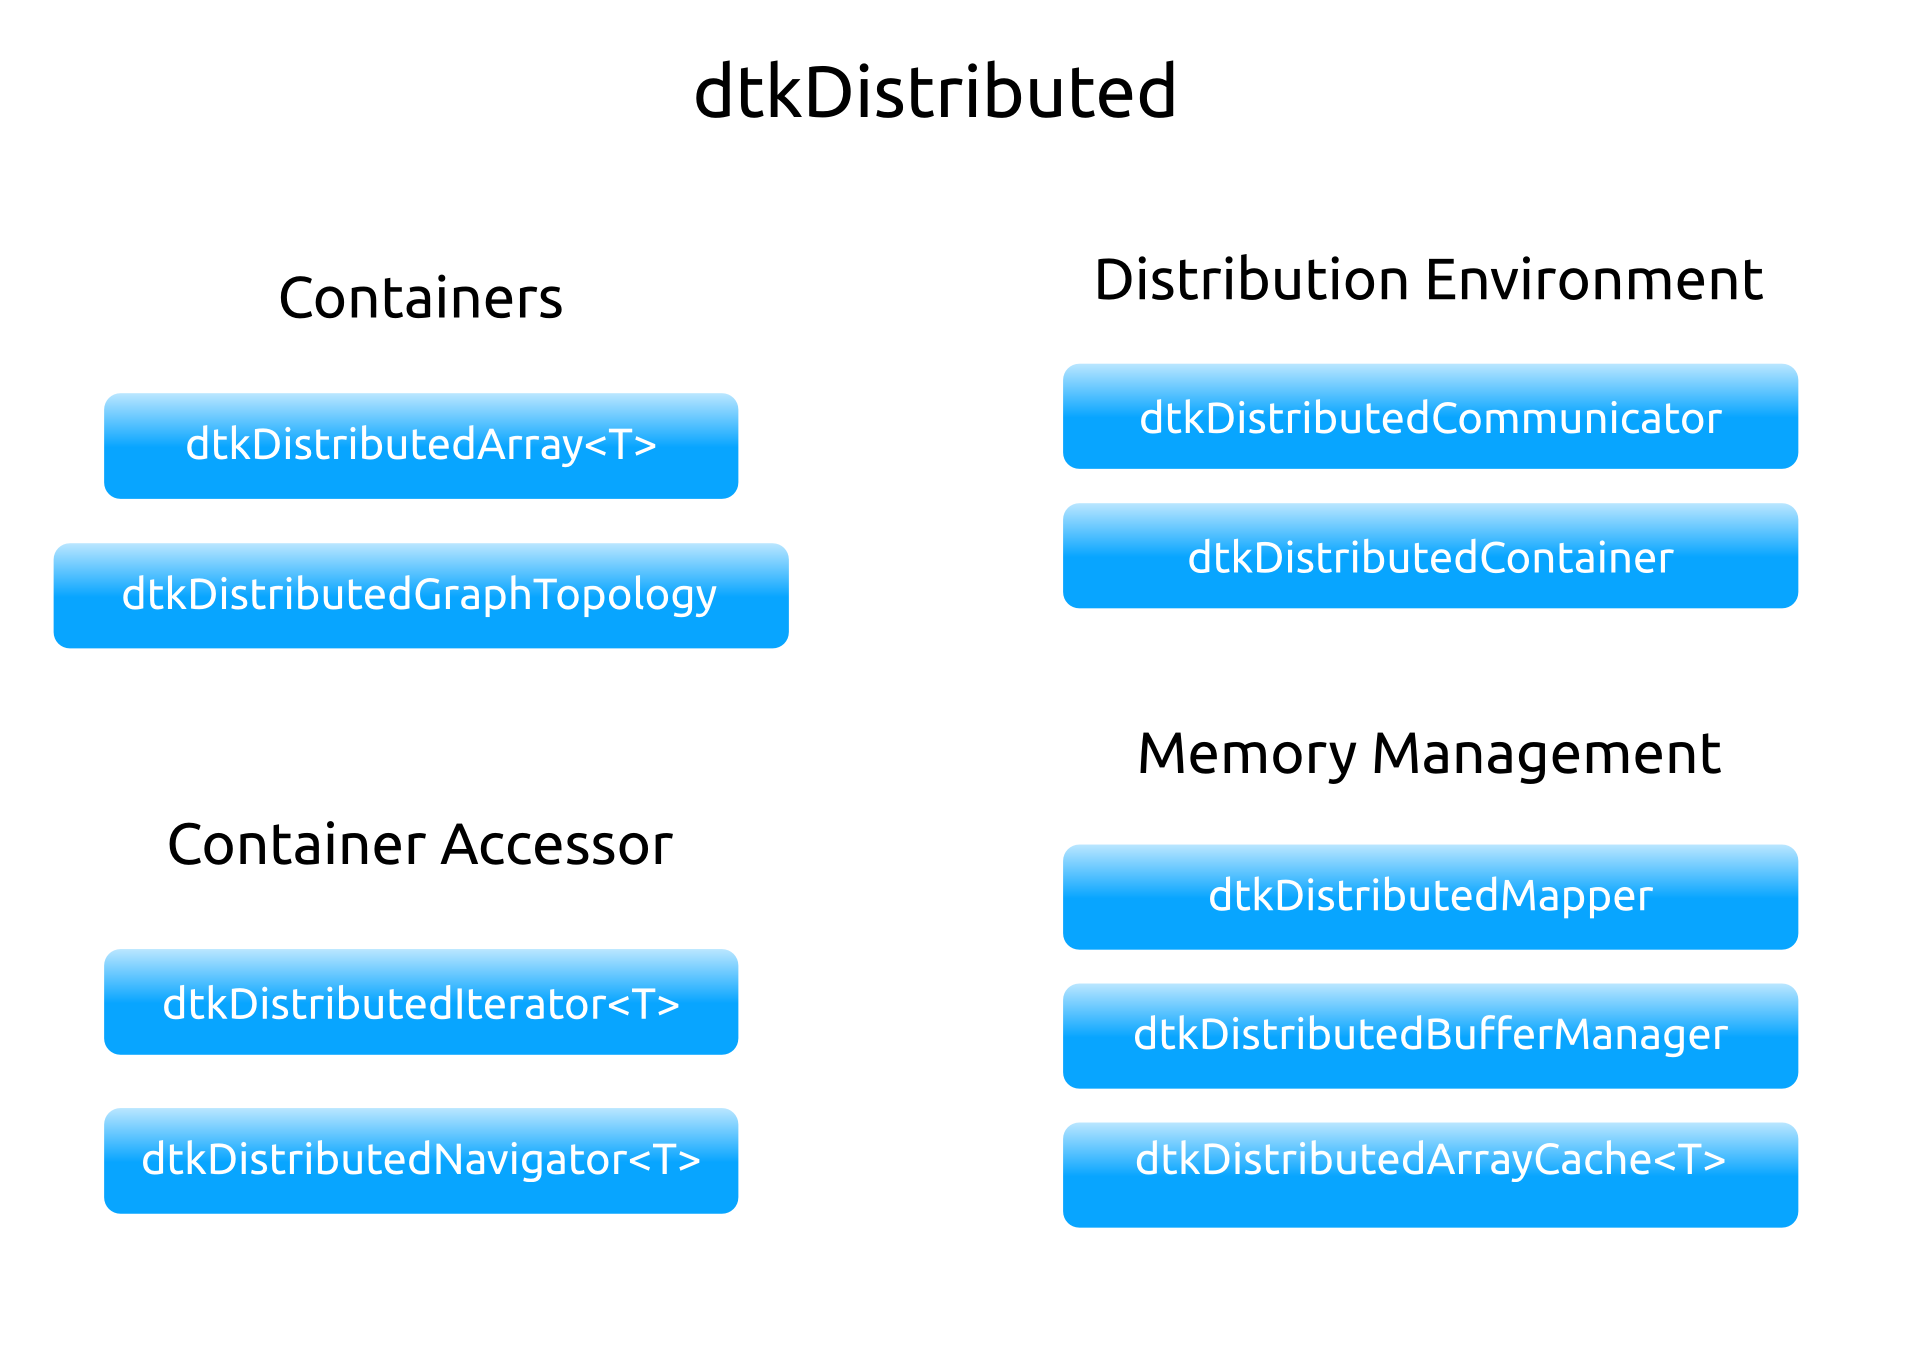 dtkDistributed
Containers
dtkDistributedArray<T>
dtkDistributedGraphTopology
Container Accessor
dtkDistributedIterator<T>
dtkDistributedNavigator<T>
Distribution Environment
dtkDistributedCommunicator
dtkDistributedContainer
Memory Management
dtkDistributedMapper
dtkDistributedBufferManager
dtkDistributedArrayCache<T>